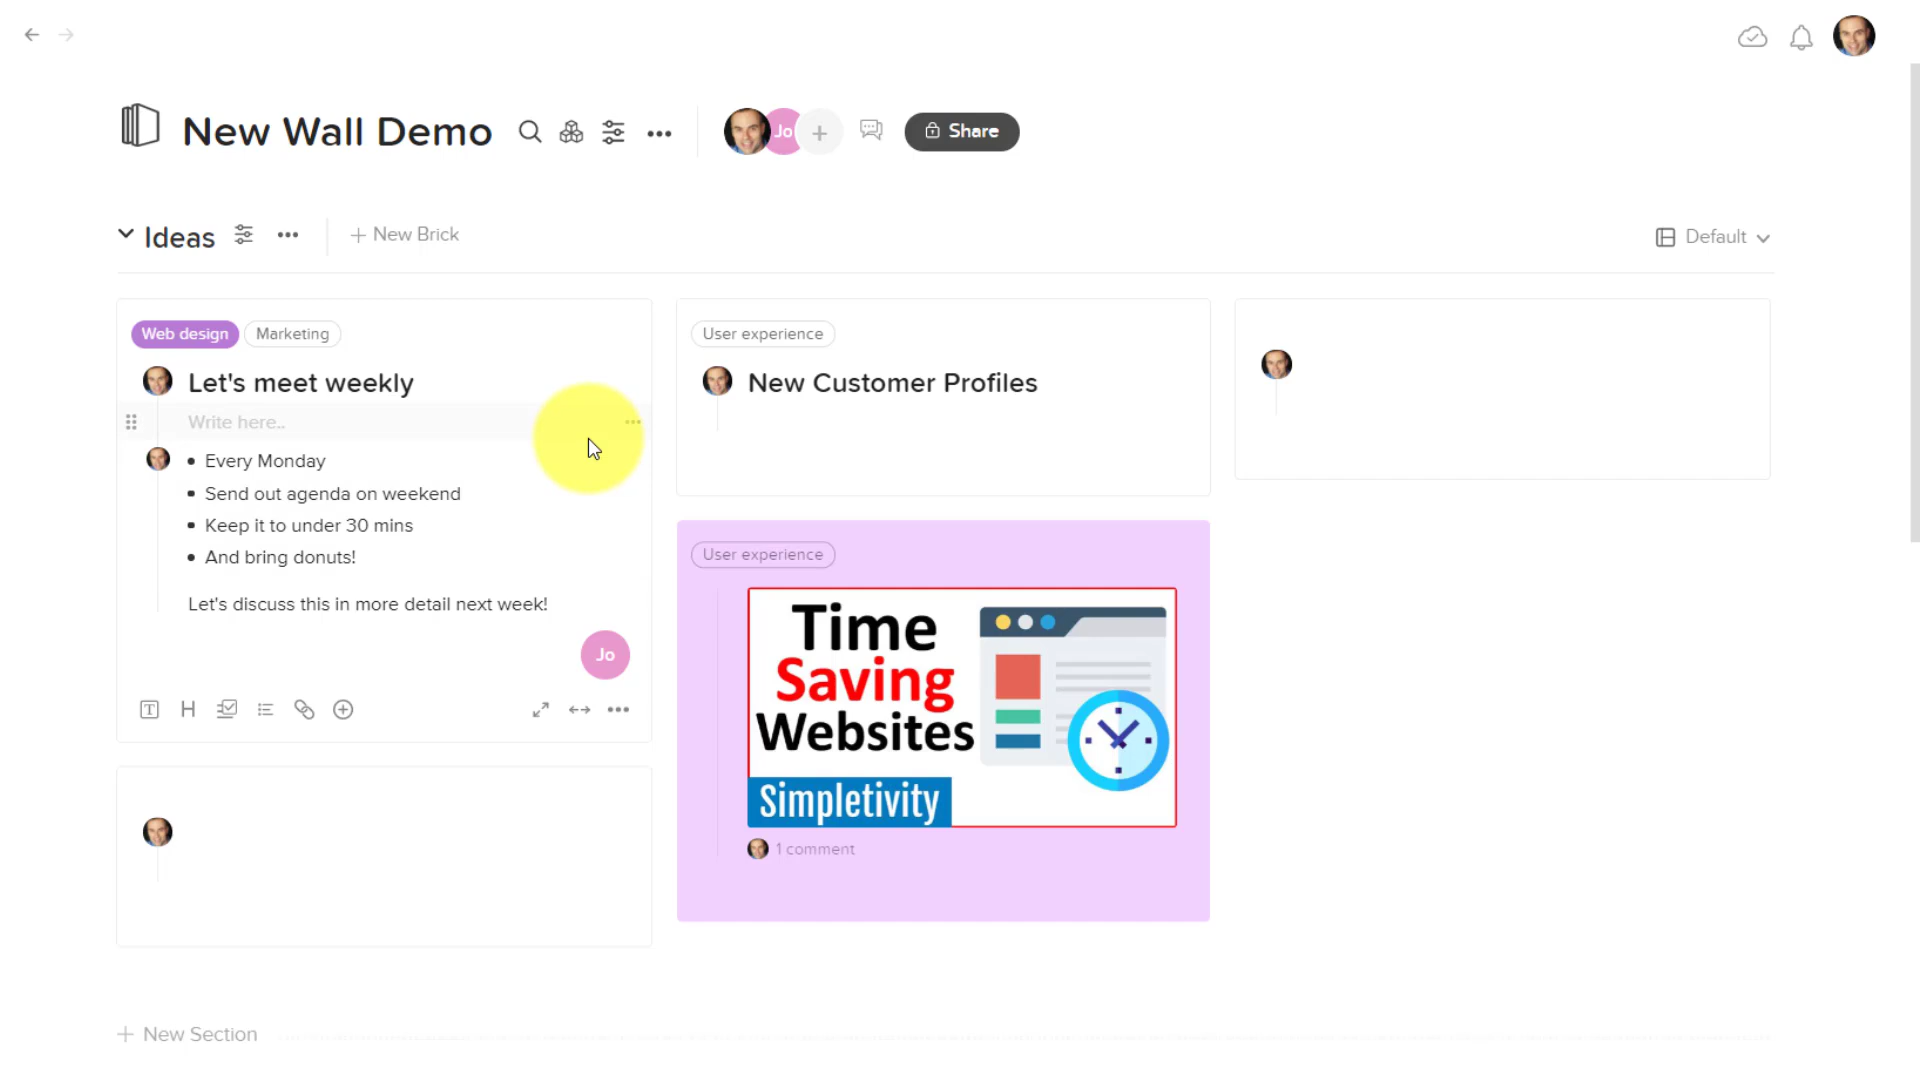 New Wall Demo
Jo
Share
Ideas
New Brick
Default
Web design
Marketing
Let's meet weekly
Write here..
• Every Monday
• Send out agenda on weekend
• Keep it to under 30 mins
• And bring donuts!
Let's discuss this in more detail next week!
Jo
T H
User experience
New Customer Profiles
User experience
Time
Saving
Websites
Simpletivity
1 comment
New Section